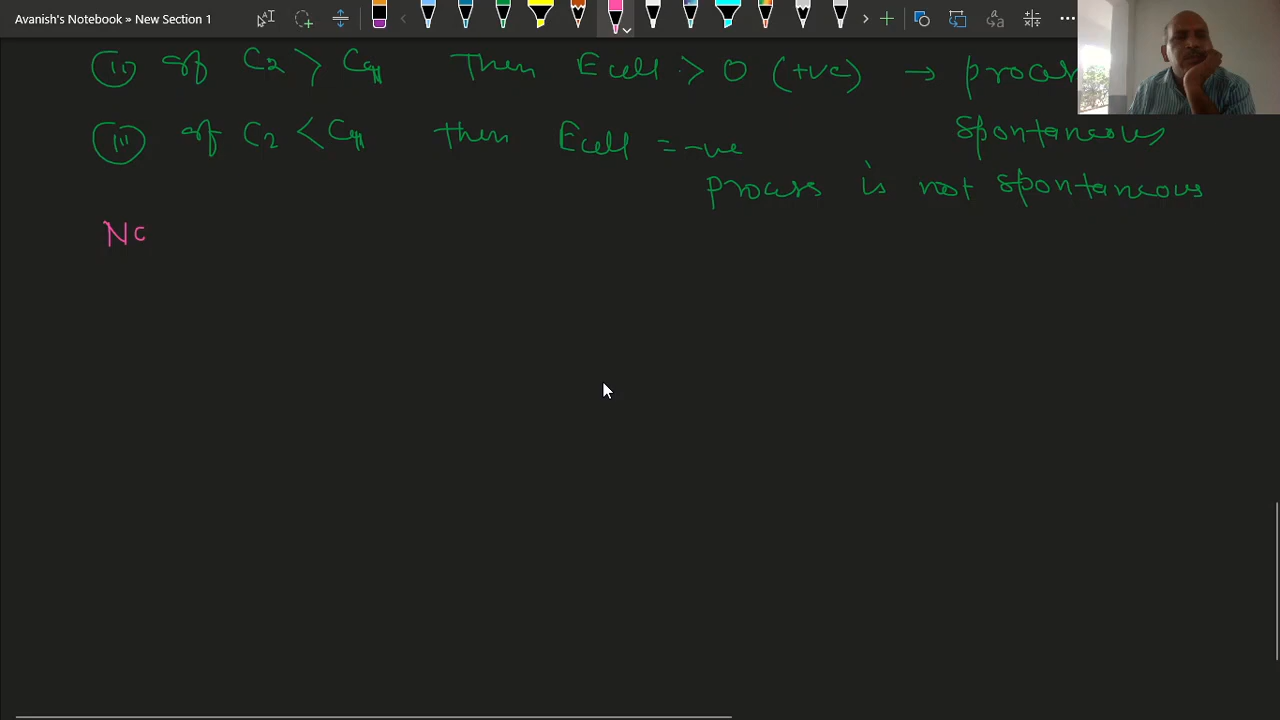 Avanish's Notebook » New Section 1
(ii) If C2 > C1 Then Ecell > 0 (+ve) → process
spontaneous
(iii) If C2 < C1 then Ecell = -ve
process is not spontaneous
No